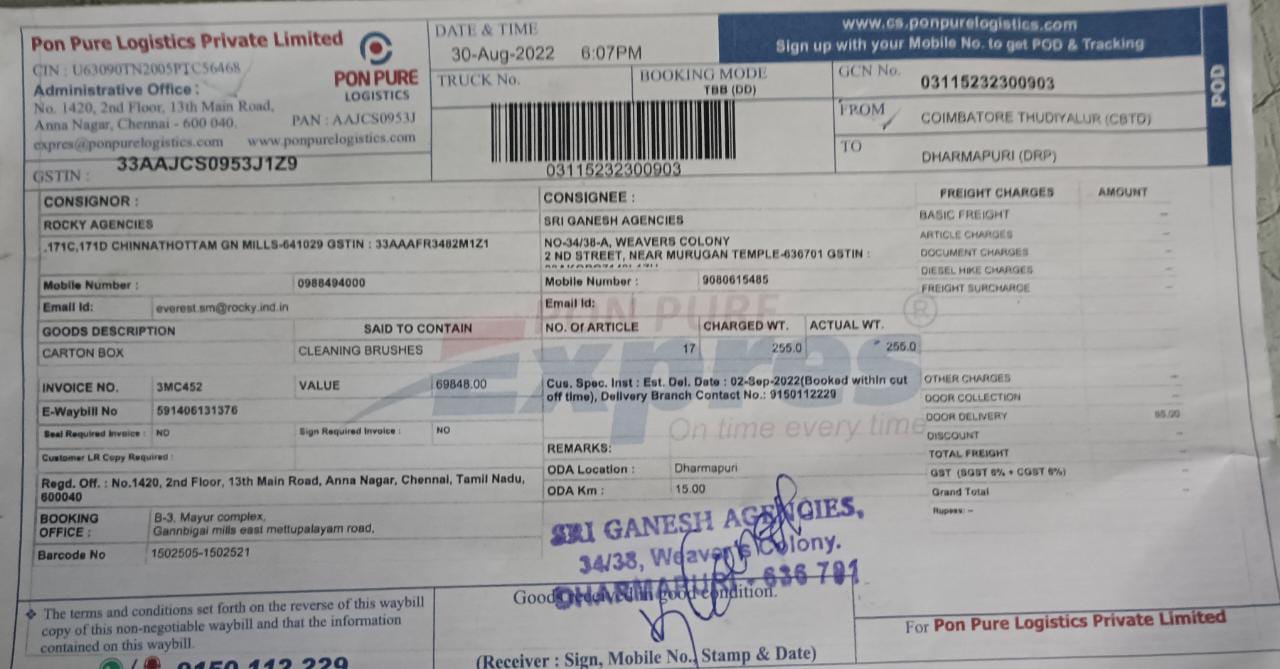 Pon Pure Logistics Private Limited
CIN : U63090TN2005PTC56468
Administrative Office :
No. 1420, 2nd Floor, 13th Main Road,
Anna Nagar, Chennai - 600 040.
PAN : AAJCS0953J
expres@ponpurelogistics.com www.ponpurelogistics.com
GSTIN : 33AAJCS0953J1Z9
PON PURE
LOGISTICS
DATE & TIME
30-Aug-2022 6:07PM
TRUCK No.
BOOKING MODE
TBB (DD)
03115232300903
www.cs.ponpurelogistics.com
Sign up with your Mobile No. to get POD & Tracking
GCN No. 03115232300903
FROM COIMBATORE THUDIYALUR (CBTD)
TO DHARMAPURI (DRP)
POD
CONSIGNOR :
ROCKY AGENCIES
.171C,171D CHINNATHOTTAM GN MILLS-641029 GSTIN : 33AAAFR3482M1Z1
Mobile Number : 0988494000
Email Id: everest.sm@rocky.ind.in
CONSIGNEE :
SRI GANESH AGENCIES
NO-34/38-A, WEAVERS COLONY
2 ND STREET, NEAR MURUGAN TEMPLE-636701 GSTIN :
Mobile Number : 9080615485
Email Id:
GOODS DESCRIPTION SAID TO CONTAIN NO. Of ARTICLE CHARGED WT. ACTUAL WT.
CARTON BOX CLEANING BRUSHES 17 255.0 255.0
INVOICE NO. 3MC452 VALUE 69848.00
E-Waybill No 591406131376
Seal Required Invoice : NO Sign Required Invoice : NO
Customer LR Copy Required :
Regd. Off. : No.1420, 2nd Floor, 13th Main Road, Anna Nagar, Chennai, Tamil Nadu,
600040
BOOKING OFFICE : B-3, Mayur complex,
Gannbigai mills east mettupalayam road,
Barcode No 1502505-1502521
Cus. Spec. Inst : Est. Del. Date : 02-Sep-2022(Booked within cut
off time), Delivery Branch Contact No.: 9150112229
REMARKS:
ODA Location : Dharmapuri
ODA Km : 15.00
PON PURE
Expres
®
On time every time
FREIGHT CHARGES AMOUNT
BASIC FREIGHT -
ARTICLE CHARGES -
DOCUMENT CHARGES -
DIESEL HIKE CHARGES -
FREIGHT SURCHARGE -
OTHER CHARGES -
DOOR COLLECTION -
DOOR DELIVERY
DISCOUNT -
TOTAL FREIGHT -
GST (SGST 6% + CGST 6%) -
Grand Total -
Rupees: -
SRI GANESH AGENCIES,
34/38, Weaver's Colony.
DHARMAPURI - 636 701
Goods received in good condition.
(Receiver : Sign, Mobile No., Stamp & Date)
❖ The terms and conditions set forth on the reverse of this waybill
copy of this non-negotiable waybill and that the information
contained on this waybill.
9150 112 229
For Pon Pure Logistics Private Limited